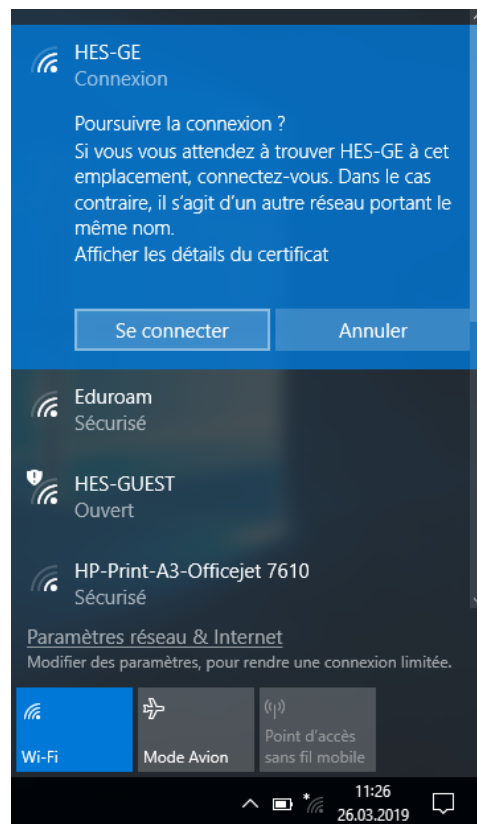 HES-GE
Connexion
Poursuivre la connexion ?
Si vous vous attendez à trouver HES-GE à cet
emplacement, connectez-vous. Dans le cas
contraire, il s’agit d’un autre réseau portant le
même nom.
Afficher les détails du certificat
Se connecter
Annuler
Eduroam
Sécurisé
HES-GUEST
Ouvert
HP-Print-A3-Officejet 7610
Sécurisé
Paramètres réseau & Internet
Modifier des paramètres, pour rendre une connexion limitée.
Wi-Fi
Mode Avion
Point d'accès
sans fil mobile
11:26
26.03.2019